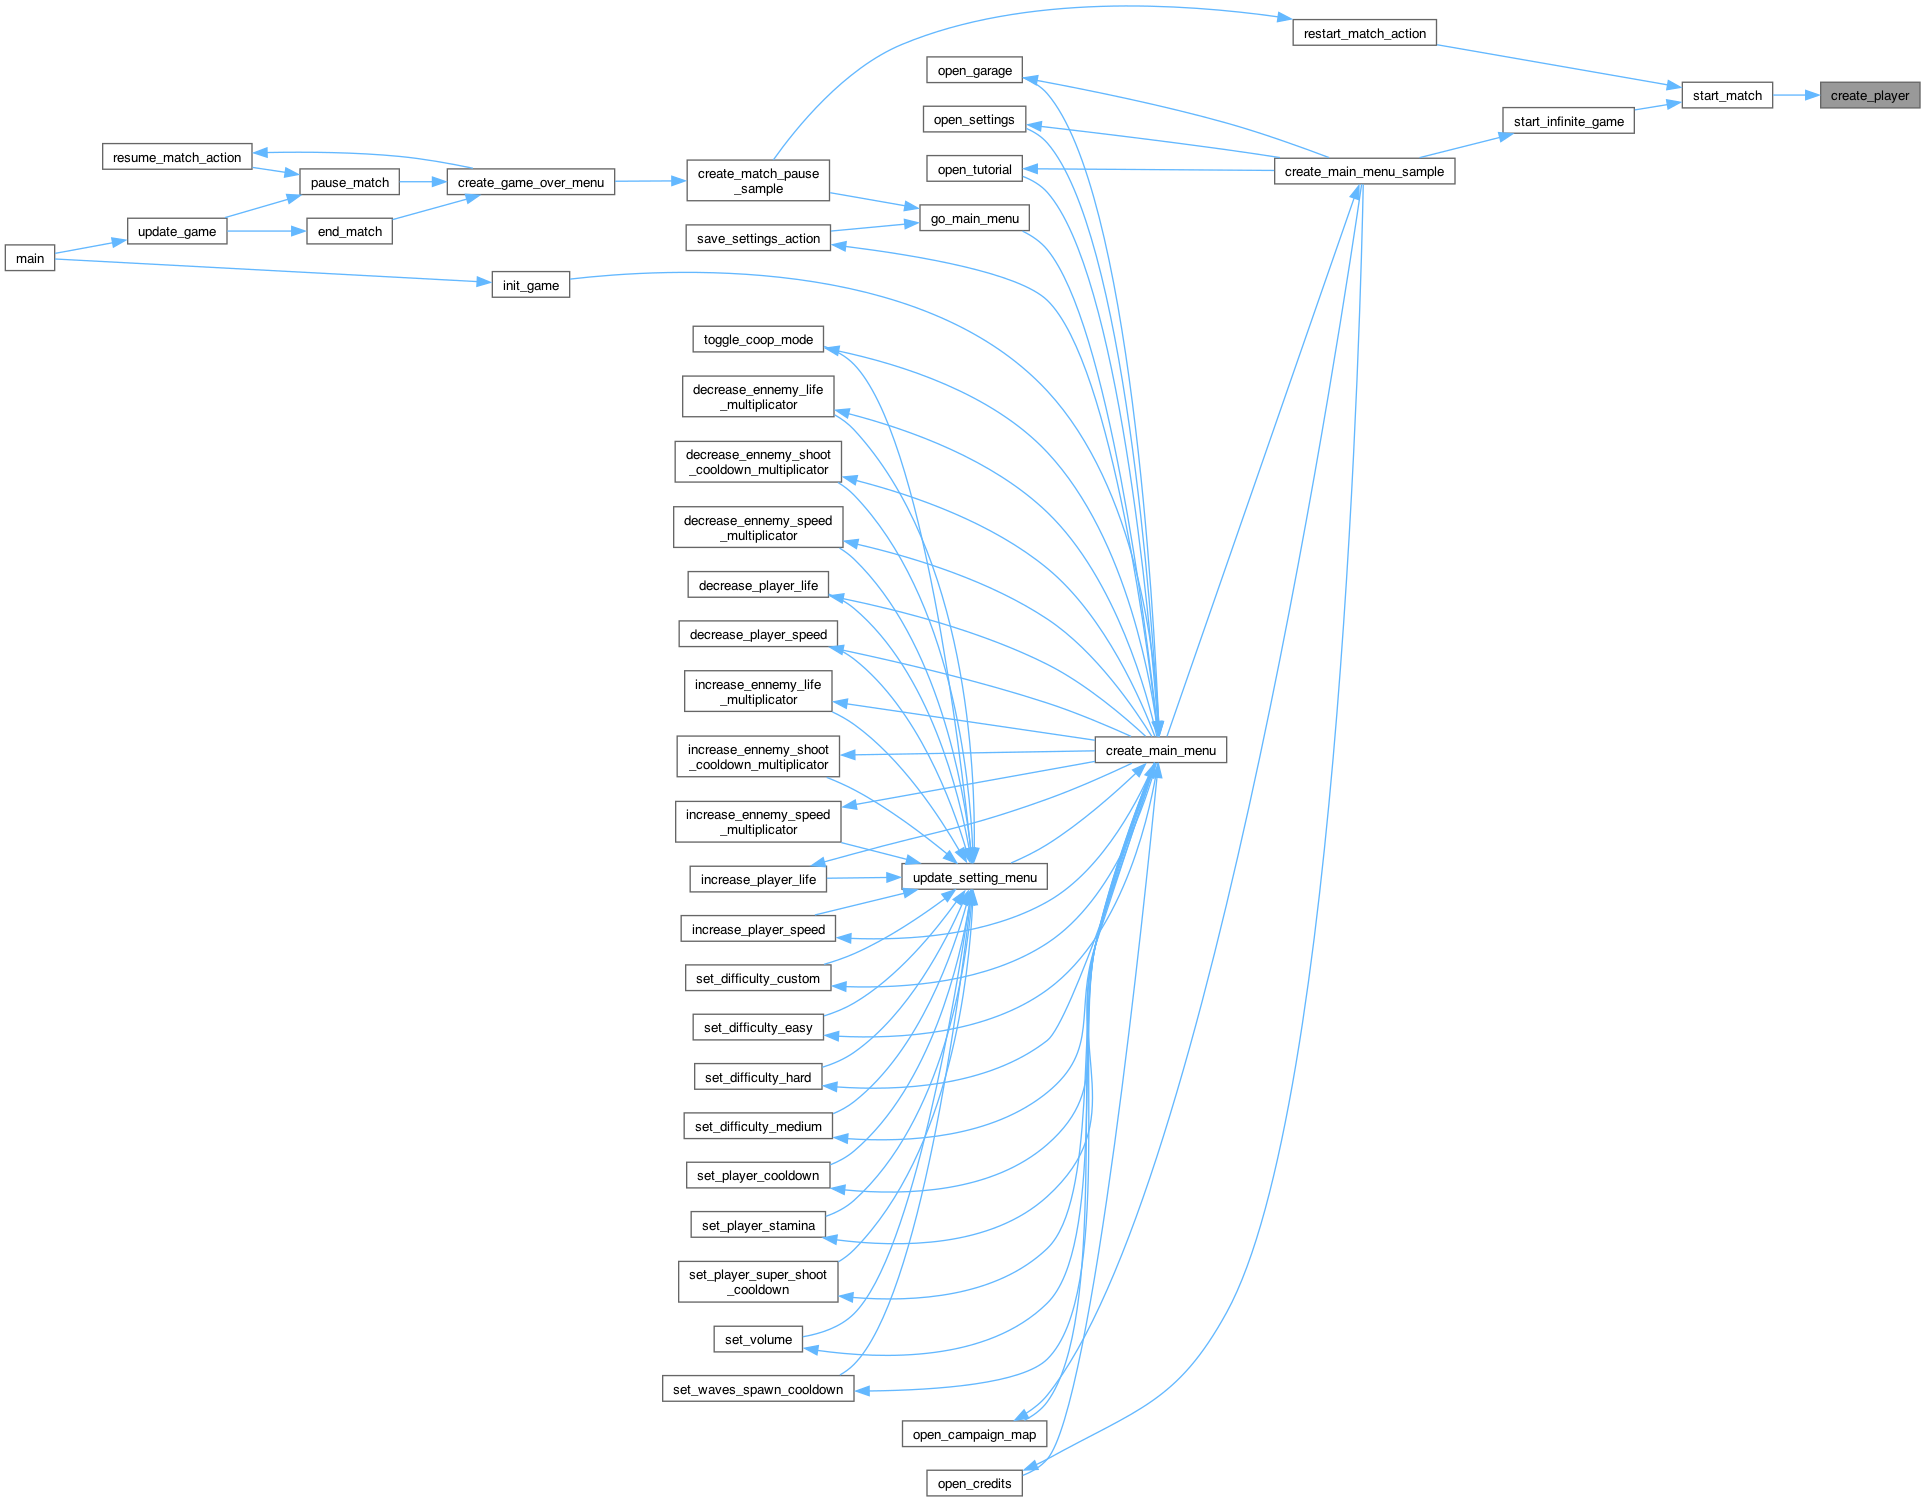 restart_match_action
open_garage
start_match
create_player
open_settings
start_infinite_game
resume_match_action
open_tutorial
create_main_menu_sample
create_match_pause
_sample
pause_match
create_game_over_menu
go_main_menu
update_game
end_match
save_settings_action
main
init_game
toggle_coop_mode
decrease_ennemy_life
_multiplicator
decrease_ennemy_shoot
_cooldown_multiplicator
decrease_ennemy_speed
_multiplicator
decrease_player_life
decrease_player_speed
increase_ennemy_life
_multiplicator
increase_ennemy_shoot
_cooldown_multiplicator
create_main_menu
increase_ennemy_speed
_multiplicator
increase_player_life
update_setting_menu
increase_player_speed
set_difficulty_custom
set_difficulty_easy
set_difficulty_hard
set_difficulty_medium
set_player_cooldown
set_player_stamina
set_player_super_shoot
_cooldown
set_volume
set_waves_spawn_cooldown
open_campaign_map
open_credits